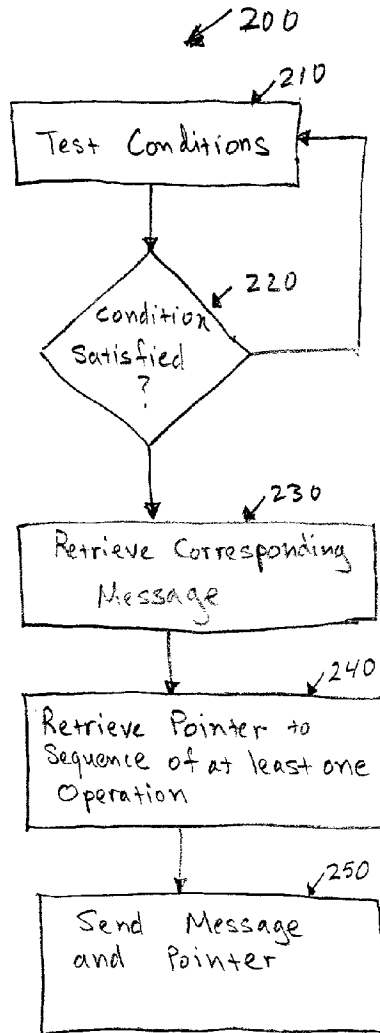 200
210
Test Conditions
220
Condition
Satisfied
?
230
Retrieve Corresponding
Message
240
Retrieve Pointer to
Sequence of at least one
Operation
250
Send Message
and Pointer